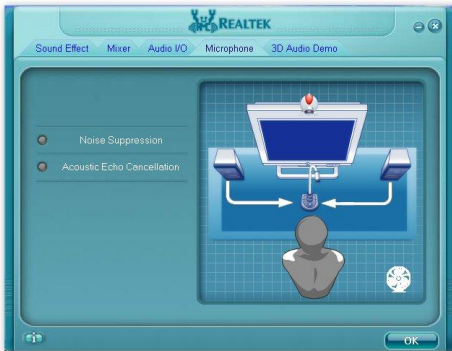 REALTEK
Sound Effect Mixer Audio I/O Microphone 3D Audio Demo
Noise Suppression
Acoustic Echo Cancellation
i
OK